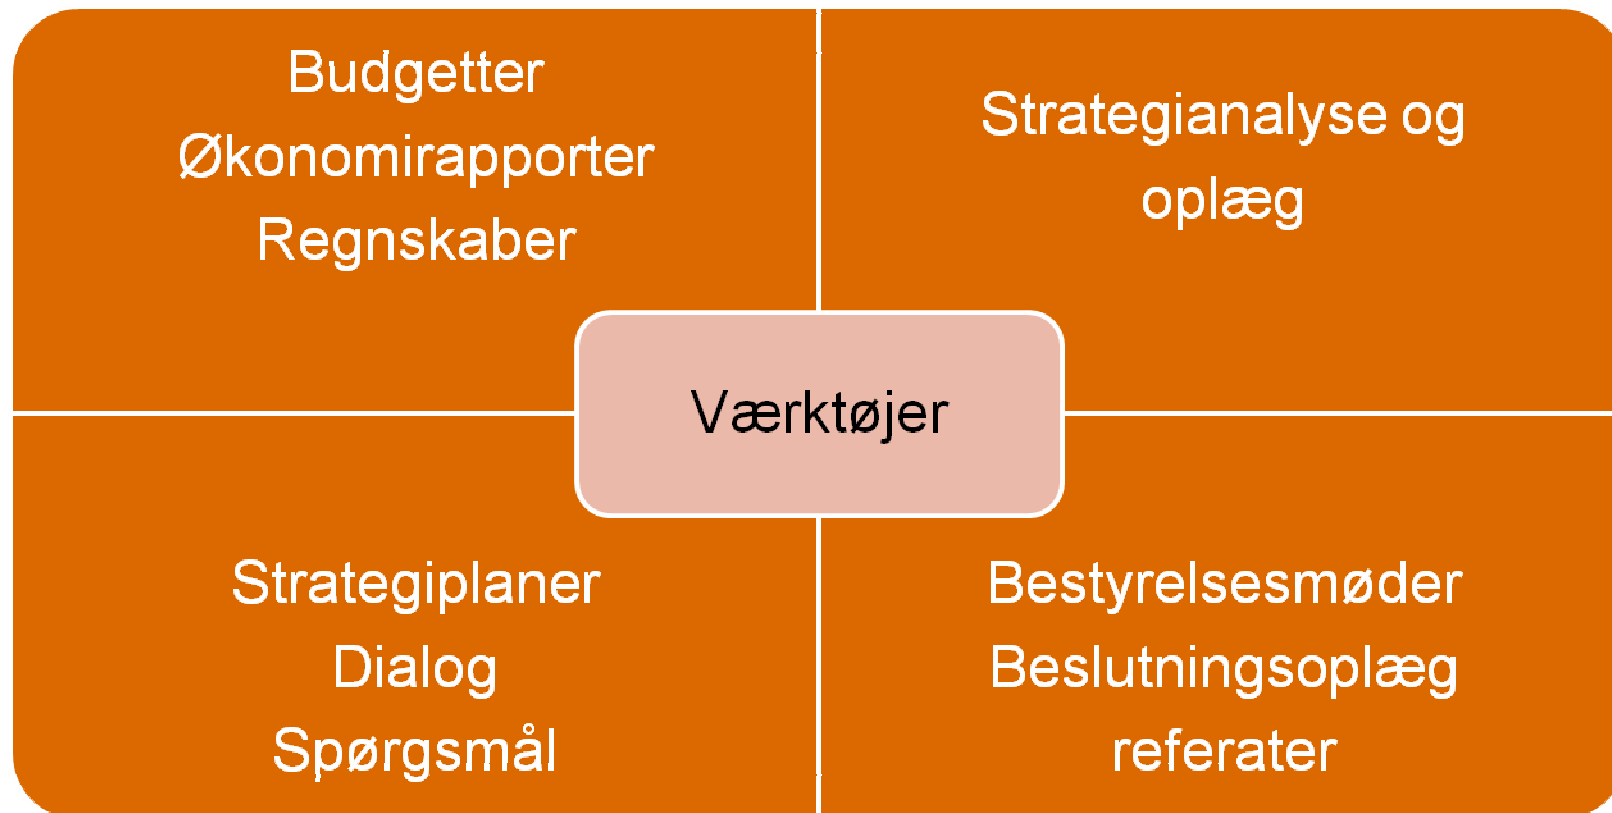 Budgetter
Økonomirapporter
Regnskaber
Strategianalyse og
oplæg
Værktøjer
Strategiplaner
Dialog
Spørgsmål
Bestyrelsesmøder
Beslutningsoplæg
referater